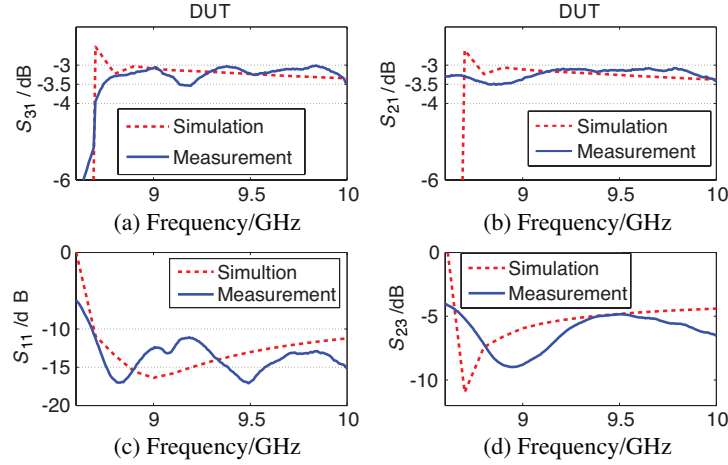 DUT
DUT
-3
-3.5
-4
-6
S31 / dB
Simulation
Measurement
9
9.5
10
(a) Frequency/GHz
-3
-3.5
-4
-6
S21 / dB
Simulation
Measurement
9
9.5
10
(b) Frequency/GHz
0
-10
-15
-20
S11 /d B
Simultion
Measurement
9
9.5
10
(c) Frequency/GHz
0
-5
-10
S23 /dB
Simulation
Measurement
9
9.5
10
(d) Frequency/GHz